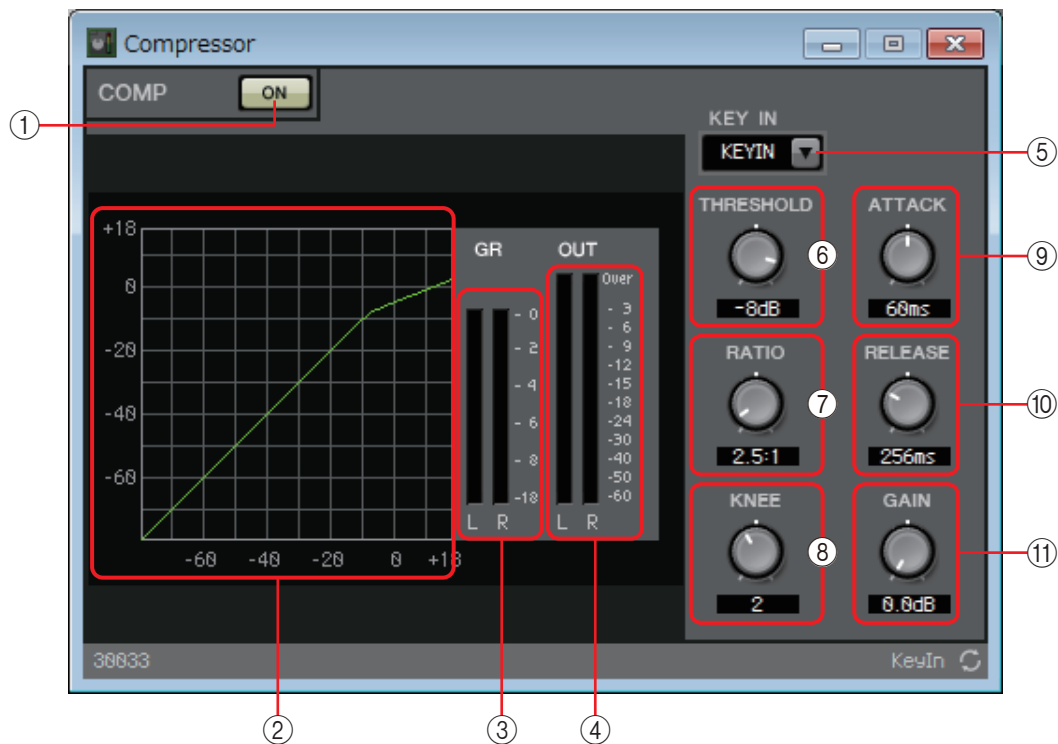 Compressor
COMP ON
①
KEY IN
KEYIN
⑤
THRESHOLD
⑥
-8dB
ATTACK
⑨
60ms
RATIO
⑦
2.5:1
RELEASE
⑩
256ms
KNEE
⑧
2
GAIN
⑪
0.0dB
+18
0
-20
-40
-60
-60 -40 -20 0 +18
②
GR
- 0
- 2
- 4
- 6
- 8
-18
L R
③
OUT
Over
- 3
- 6
- 9
-12
-15
-18
-24
-30
-40
-50
-60
L R
④
30033
KeyIn